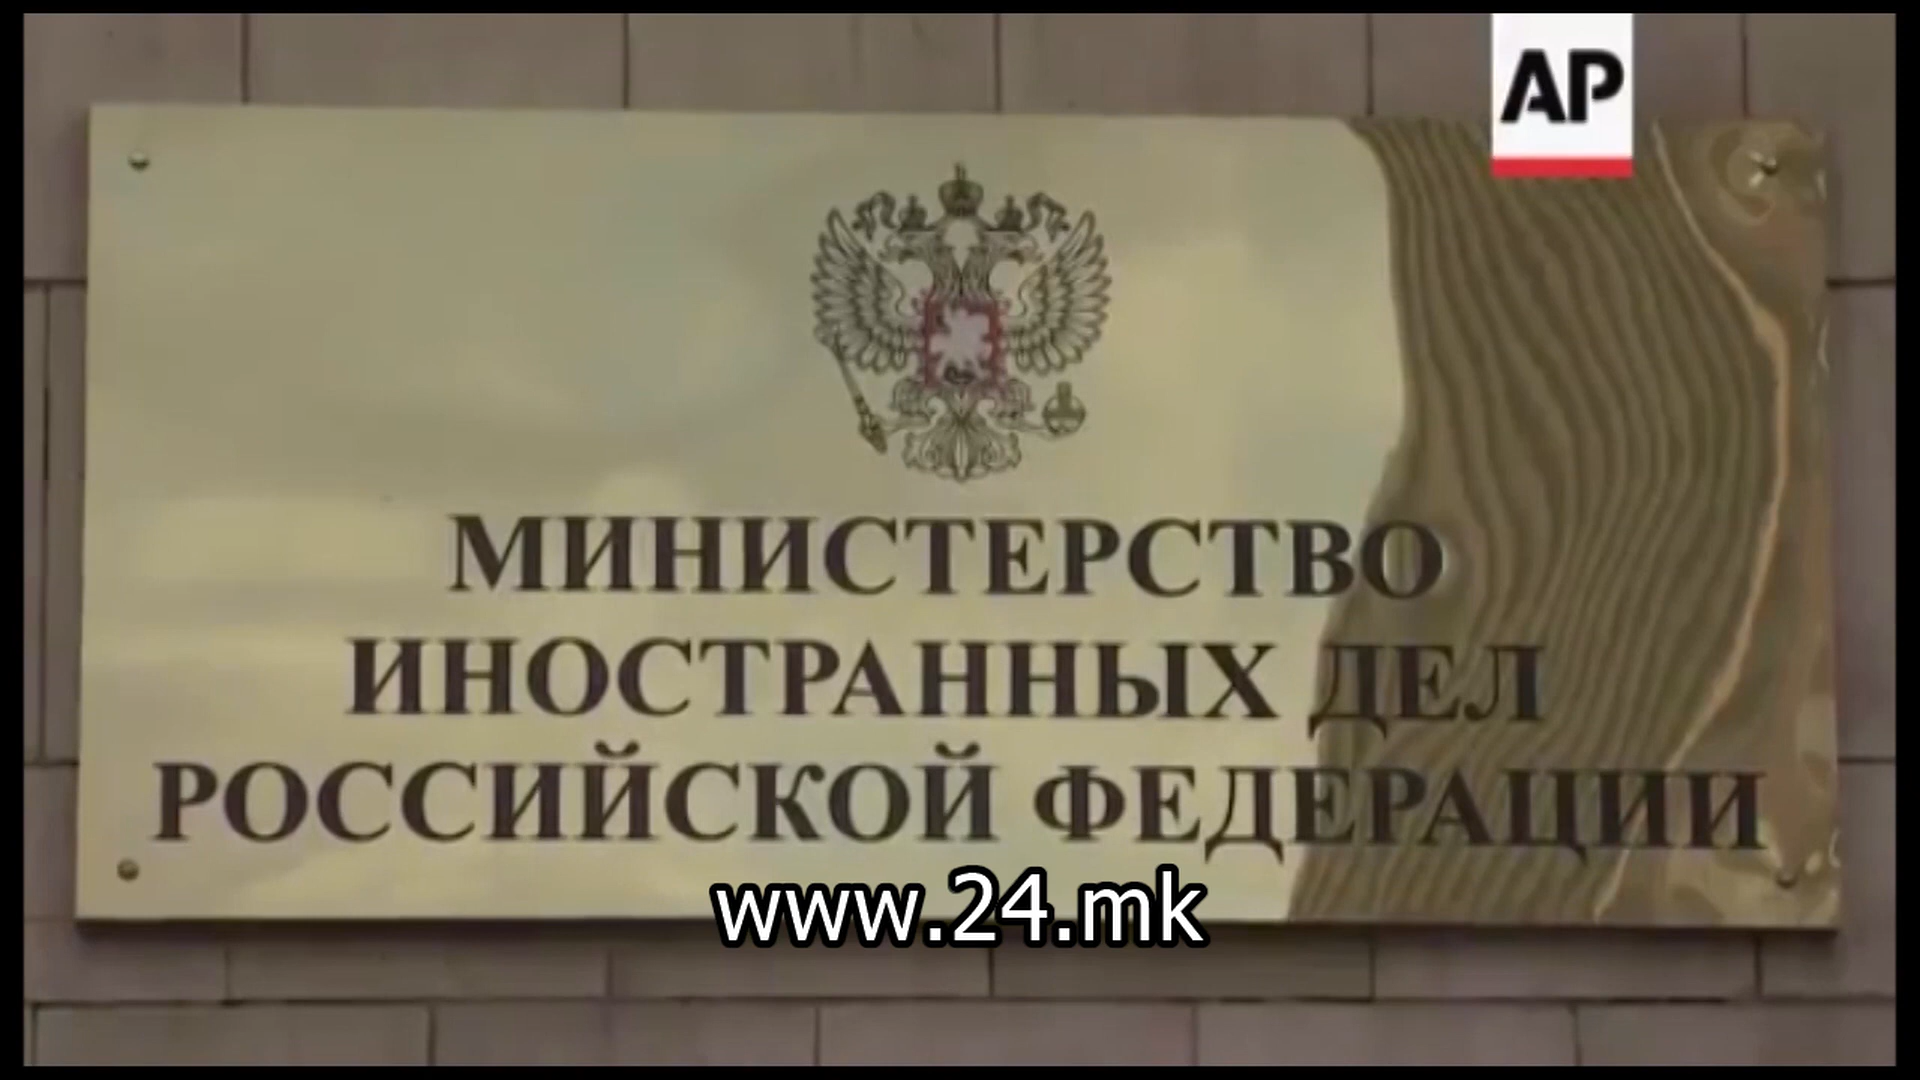 AP
МИНИСТЕРСТВО
ИНОСТРАННЫХ ДЕЛ
РОССИЙСКОЙ ФЕДЕРАЦИИ
www.24.mk